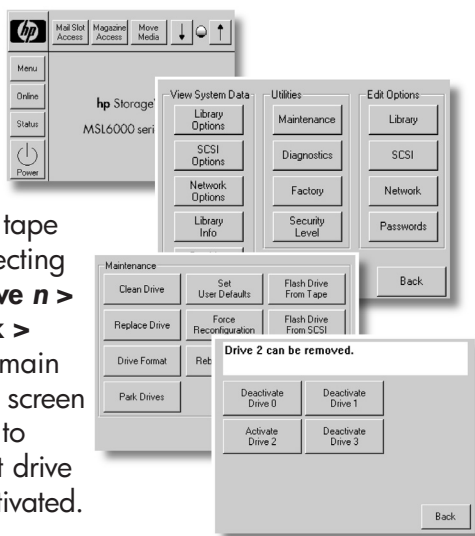 hp
Mail Slot Access
Magazine Access
Move Media
Menu
Online
Status
Power
hp Storage
MSL6000 seri
View System Data
Library Options
SCSI Options
Network Options
Library Info
Utilities
Maintenance
Diagnostics
Factory
Security Level
Edit Options
Library
SCSI
Network
Passwords
Back
Maintenance
Clean Drive
Set User Defaults
Flash Drive From Tape
Replace Drive
Force Reconfiguration
Flash Drive From SCSI
Drive Format
Park Drives
Drive 2 can be removed.
Deactivate Drive 0
Deactivate Drive 1
Activate Drive 2
Deactivate Drive 3
Back
tape
ecting
ve n >
k >
main
screen
to
t drive
tivated.